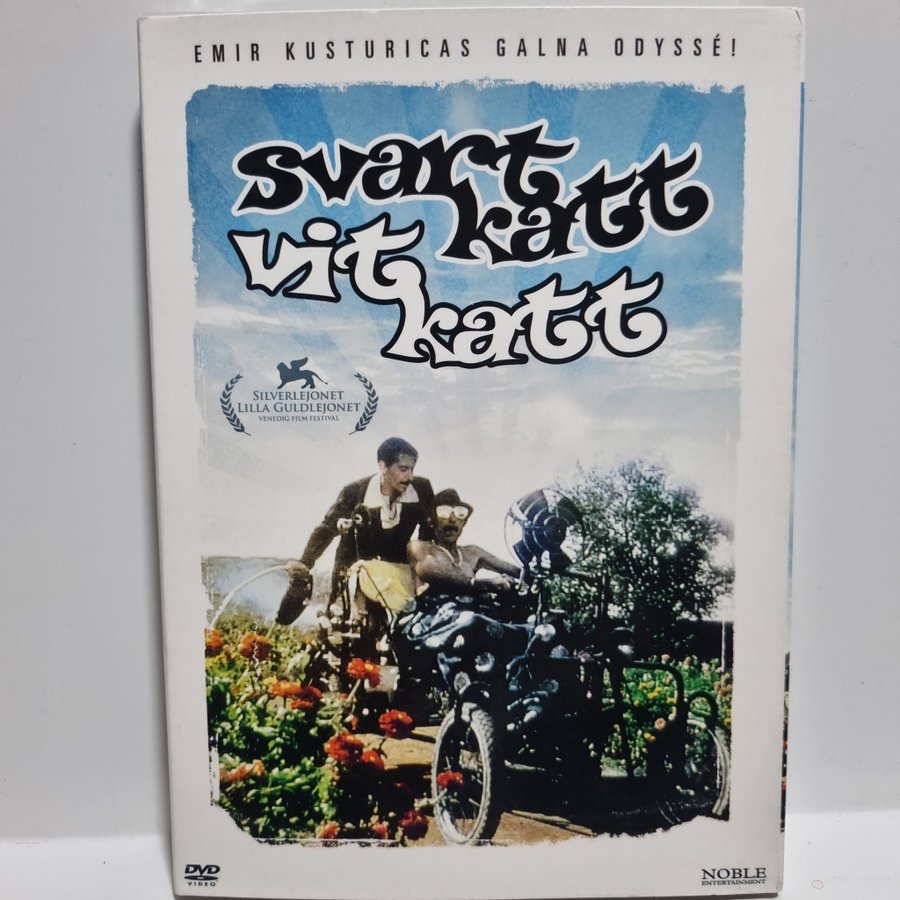 EMIR KUSTURICAS GALNA ODYSSÉ!
svart
katt
vit
katt
SILVERLEJONET
LILLA GULDLEJONET
VENEDIG FILM FESTIVAL
DVD
VIDEO
NOBLE
ENTERTAINMENT